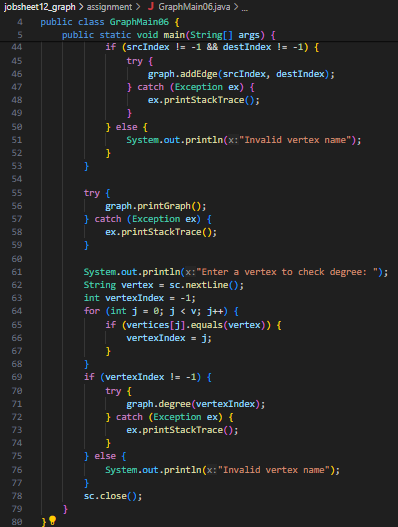 jobsheet12_graph > assignment > J GraphMain06.java > ...
4 public class GraphMain06 {
5 public static void main(String[] args) {
44 if (srcIndex != -1 && destIndex != -1) {
45 try {
46 graph.addEdge(srcIndex, destIndex);
47 } catch (Exception ex) {
48 ex.printStackTrace();
49 }
50 } else {
51 System.out.println(x:"Invalid vertex name");
52 }
53 }
54
55 try {
56 graph.printGraph();
57 } catch (Exception ex) {
58 ex.printStackTrace();
59 }
60
61 System.out.println(x:"Enter a vertex to check degree: ");
62 String vertex = sc.nextLine();
63 int vertexIndex = -1;
64 for (int j = 0; j < v; j++) {
65 if (vertices[j].equals(vertex)) {
66 vertexIndex = j;
67 }
68 }
69 if (vertexIndex != -1) {
70 try {
71 graph.degree(vertexIndex);
72 } catch (Exception ex) {
73 ex.printStackTrace();
74 }
75 } else {
76 System.out.println(x:"Invalid vertex name");
77 }
78 sc.close();
79 }
80 }